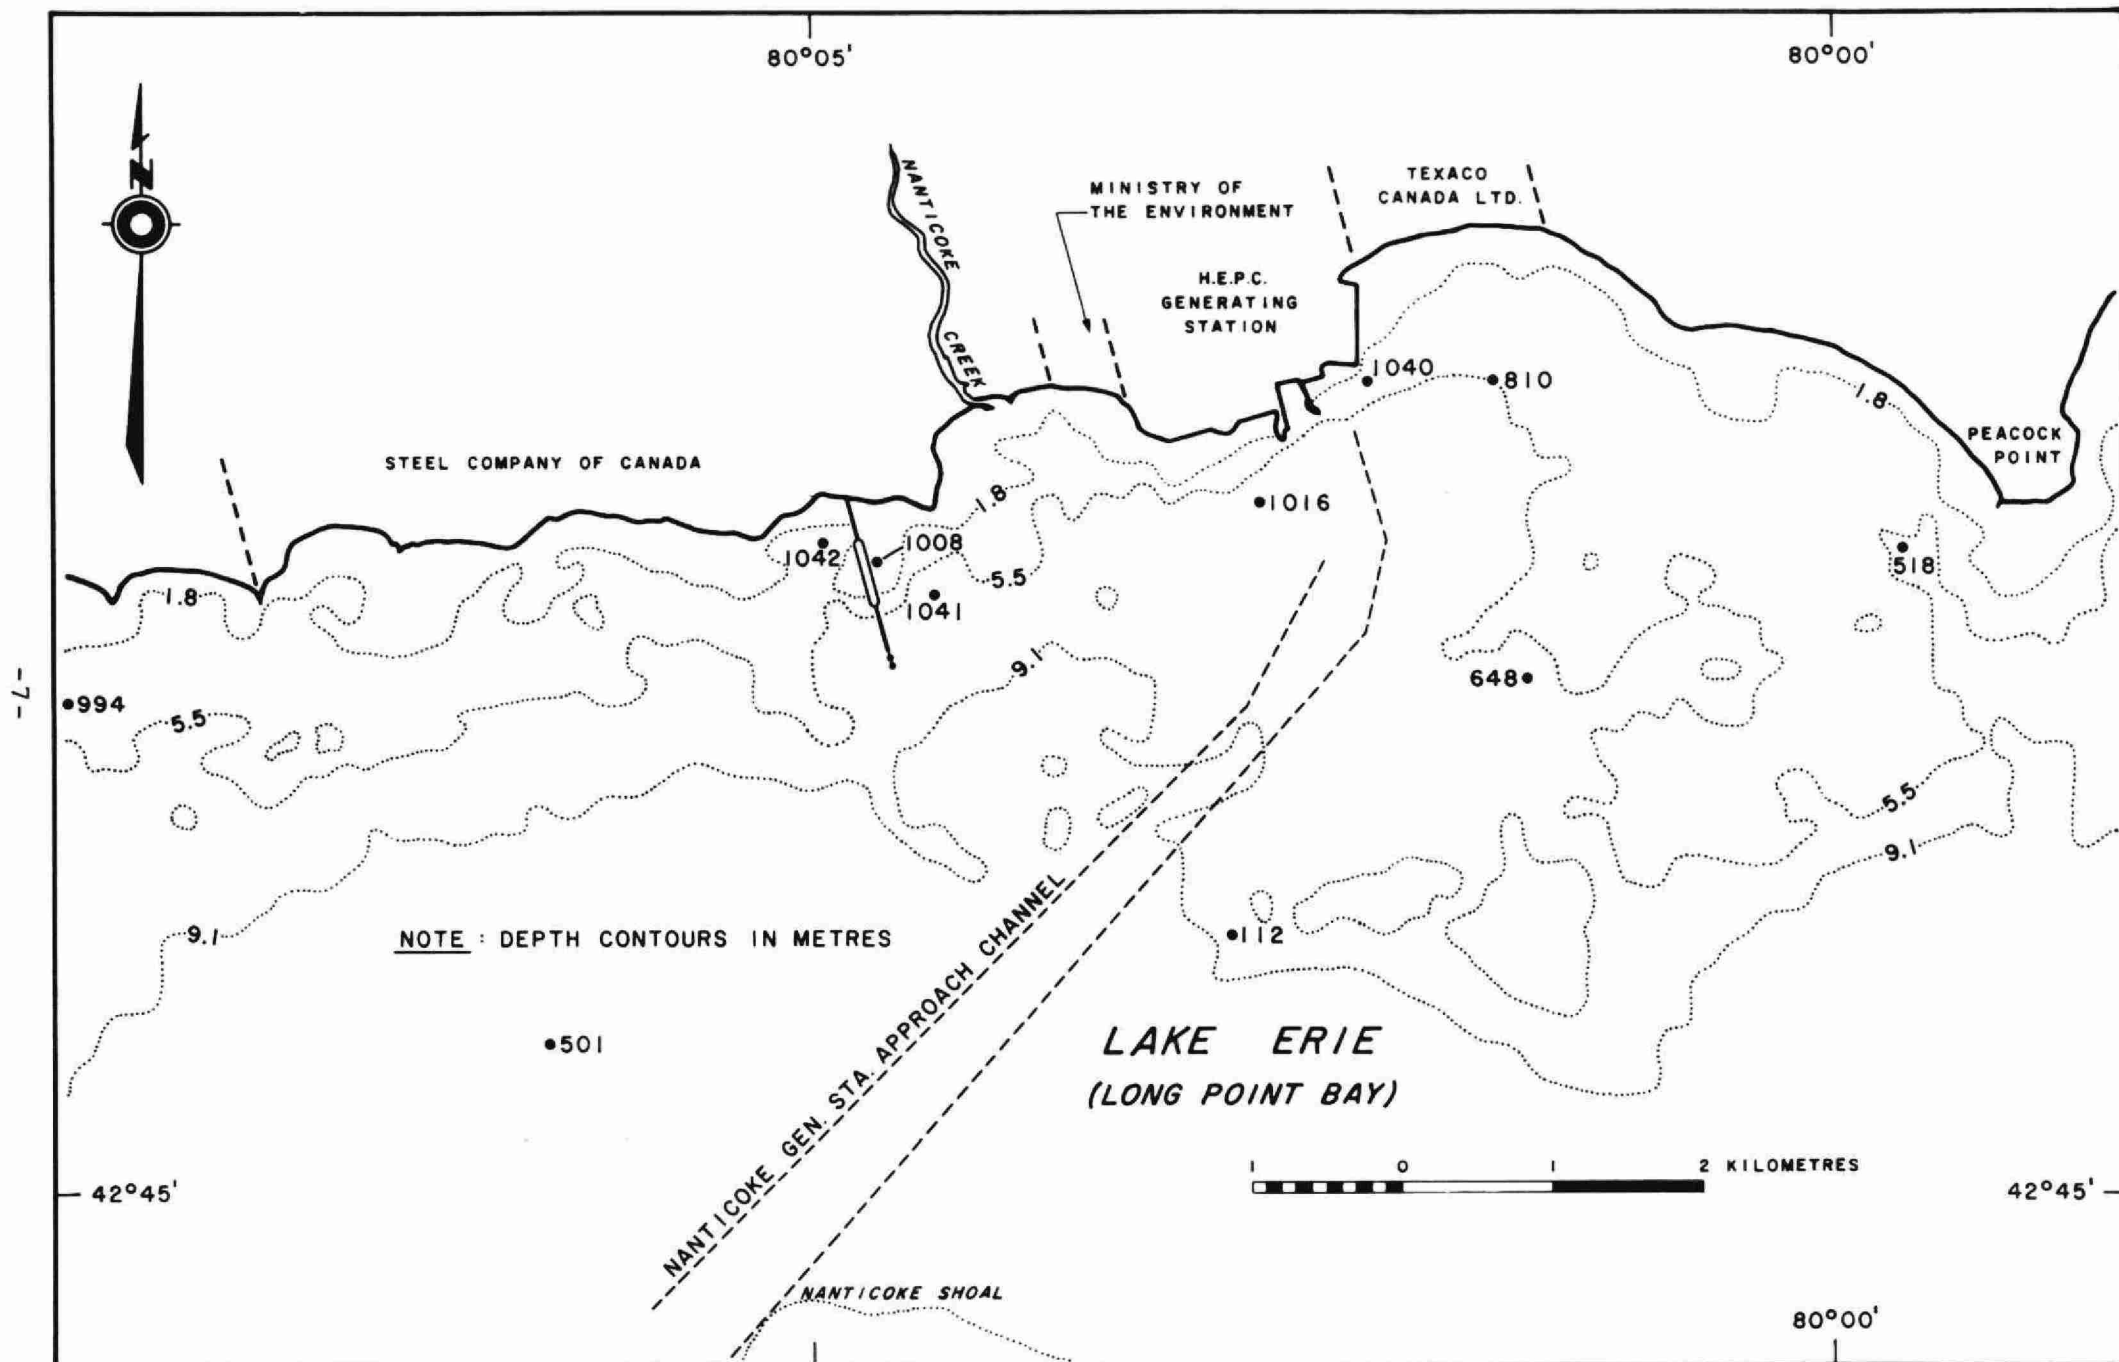 80°05'
80°00'
N
NANTICOKE CREEK
MINISTRY OF
THE ENVIRONMENT
TEXACO
CANADA LTD.
H.E.P.C.
GENERATING
STATION
1040
810
1.8
PEACOCK
POINT
STEEL COMPANY OF CANADA
1.8
1016
1042
1008
5.5
518
1.8
1041
9.1
648
994
5.5
5.5
9.1
9.1
NOTE : DEPTH CONTOURS IN METRES
112
501
NANTICOKE GEN. STA. APPROACH CHANNEL
LAKE ERIE
(LONG POINT BAY)
1 0 1 2 KILOMETRES
42°45'
42°45'
NANTICOKE SHOAL
80°00'
-7-